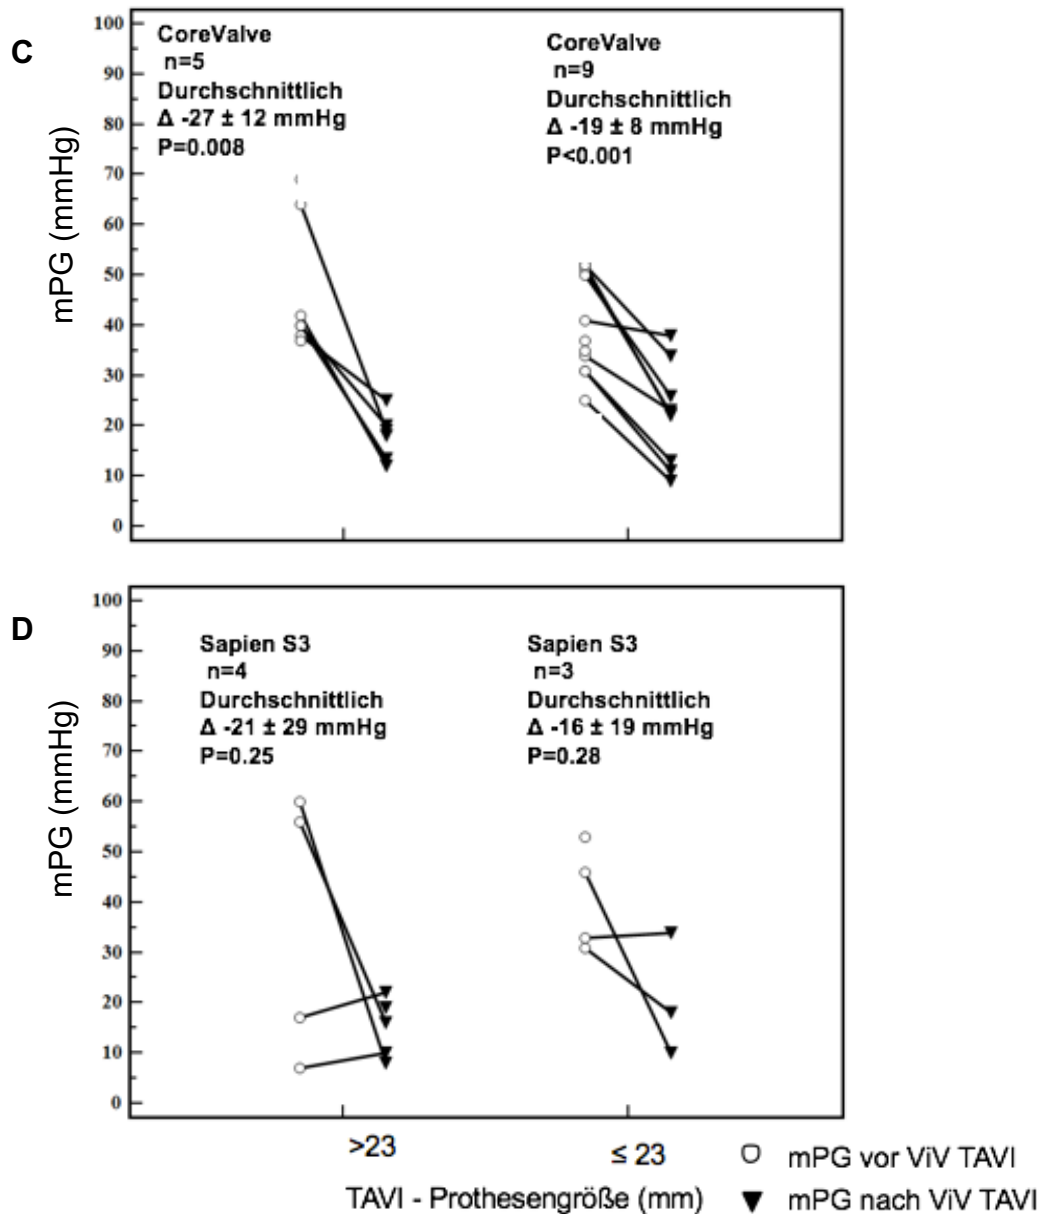 C
mPG (mmHg)
100
90
80
70
60
50
40
30
20
10
0
CoreValve
n=5
Durchschnittlich
Δ -27 ± 12 mmHg
P=0.008
CoreValve
n=9
Durchschnittlich
Δ -19 ± 8 mmHg
P<0.001
D
mPG (mmHg)
100
90
80
70
60
50
40
30
20
10
0
Sapien S3
n=4
Durchschnittlich
Δ -21 ± 29 mmHg
P=0.25
Sapien S3
n=3
Durchschnittlich
Δ -16 ± 19 mmHg
P=0.28
>23
≤ 23
TAVI - Prothesengröße (mm)
mPG vor ViV TAVI
mPG nach ViV TAVI